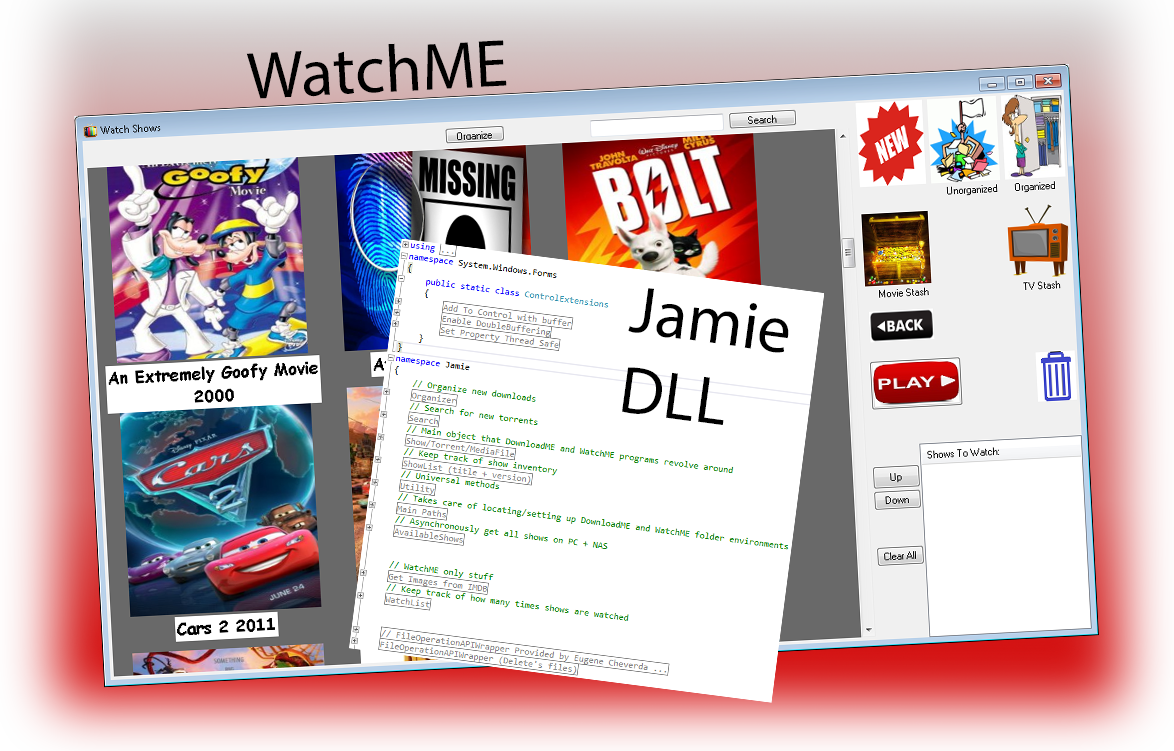 WatchME
Watch Shows
Organize
Search
NEW
Unorganized
Organized
Goofy
Movie
An Extremely Goofy Movie
2000
MISSING
JOHN
TRAVOLTA
Walt Disney
MILEY
CYRUS
BOLT
Movie Stash
TV Stash
BACK
PLAY
Shows To Watch:
Up
Down
Clear All
DISNEY PIXAR
Cars 2
JUNE 24
Cars 2 2011
SOMETHING
Jamie
DLL
using ...
namespace System.Windows.Forms
{
public static class ControlExtensions
{
Add To Control with buffer
Enable DoubleBuffering
Set Property Thread Safe
}
}
namespace Jamie
{
// Organize new downloads
Organizer
// Search for new torrents
Search
// Main object that DownloadME and WatchME programs revolve around
Show/Torrent/MediaFile
// Keep track of show inventory
ShowList (title + version)
// Universal methods
Utility
// Takes care of locating/setting up DownloadME and WatchME folder environments
Main Paths
// Asynchronously get all shows on PC + NAS
AvailableShows
// WatchME only stuff
Get Images from IMDB
// Keep track of how many times shows are watched
WatchList
// FileOperationAPIWrapper Provided by Eugene Cheverda ...
FileOperationAPIWrapper (Delete's files)